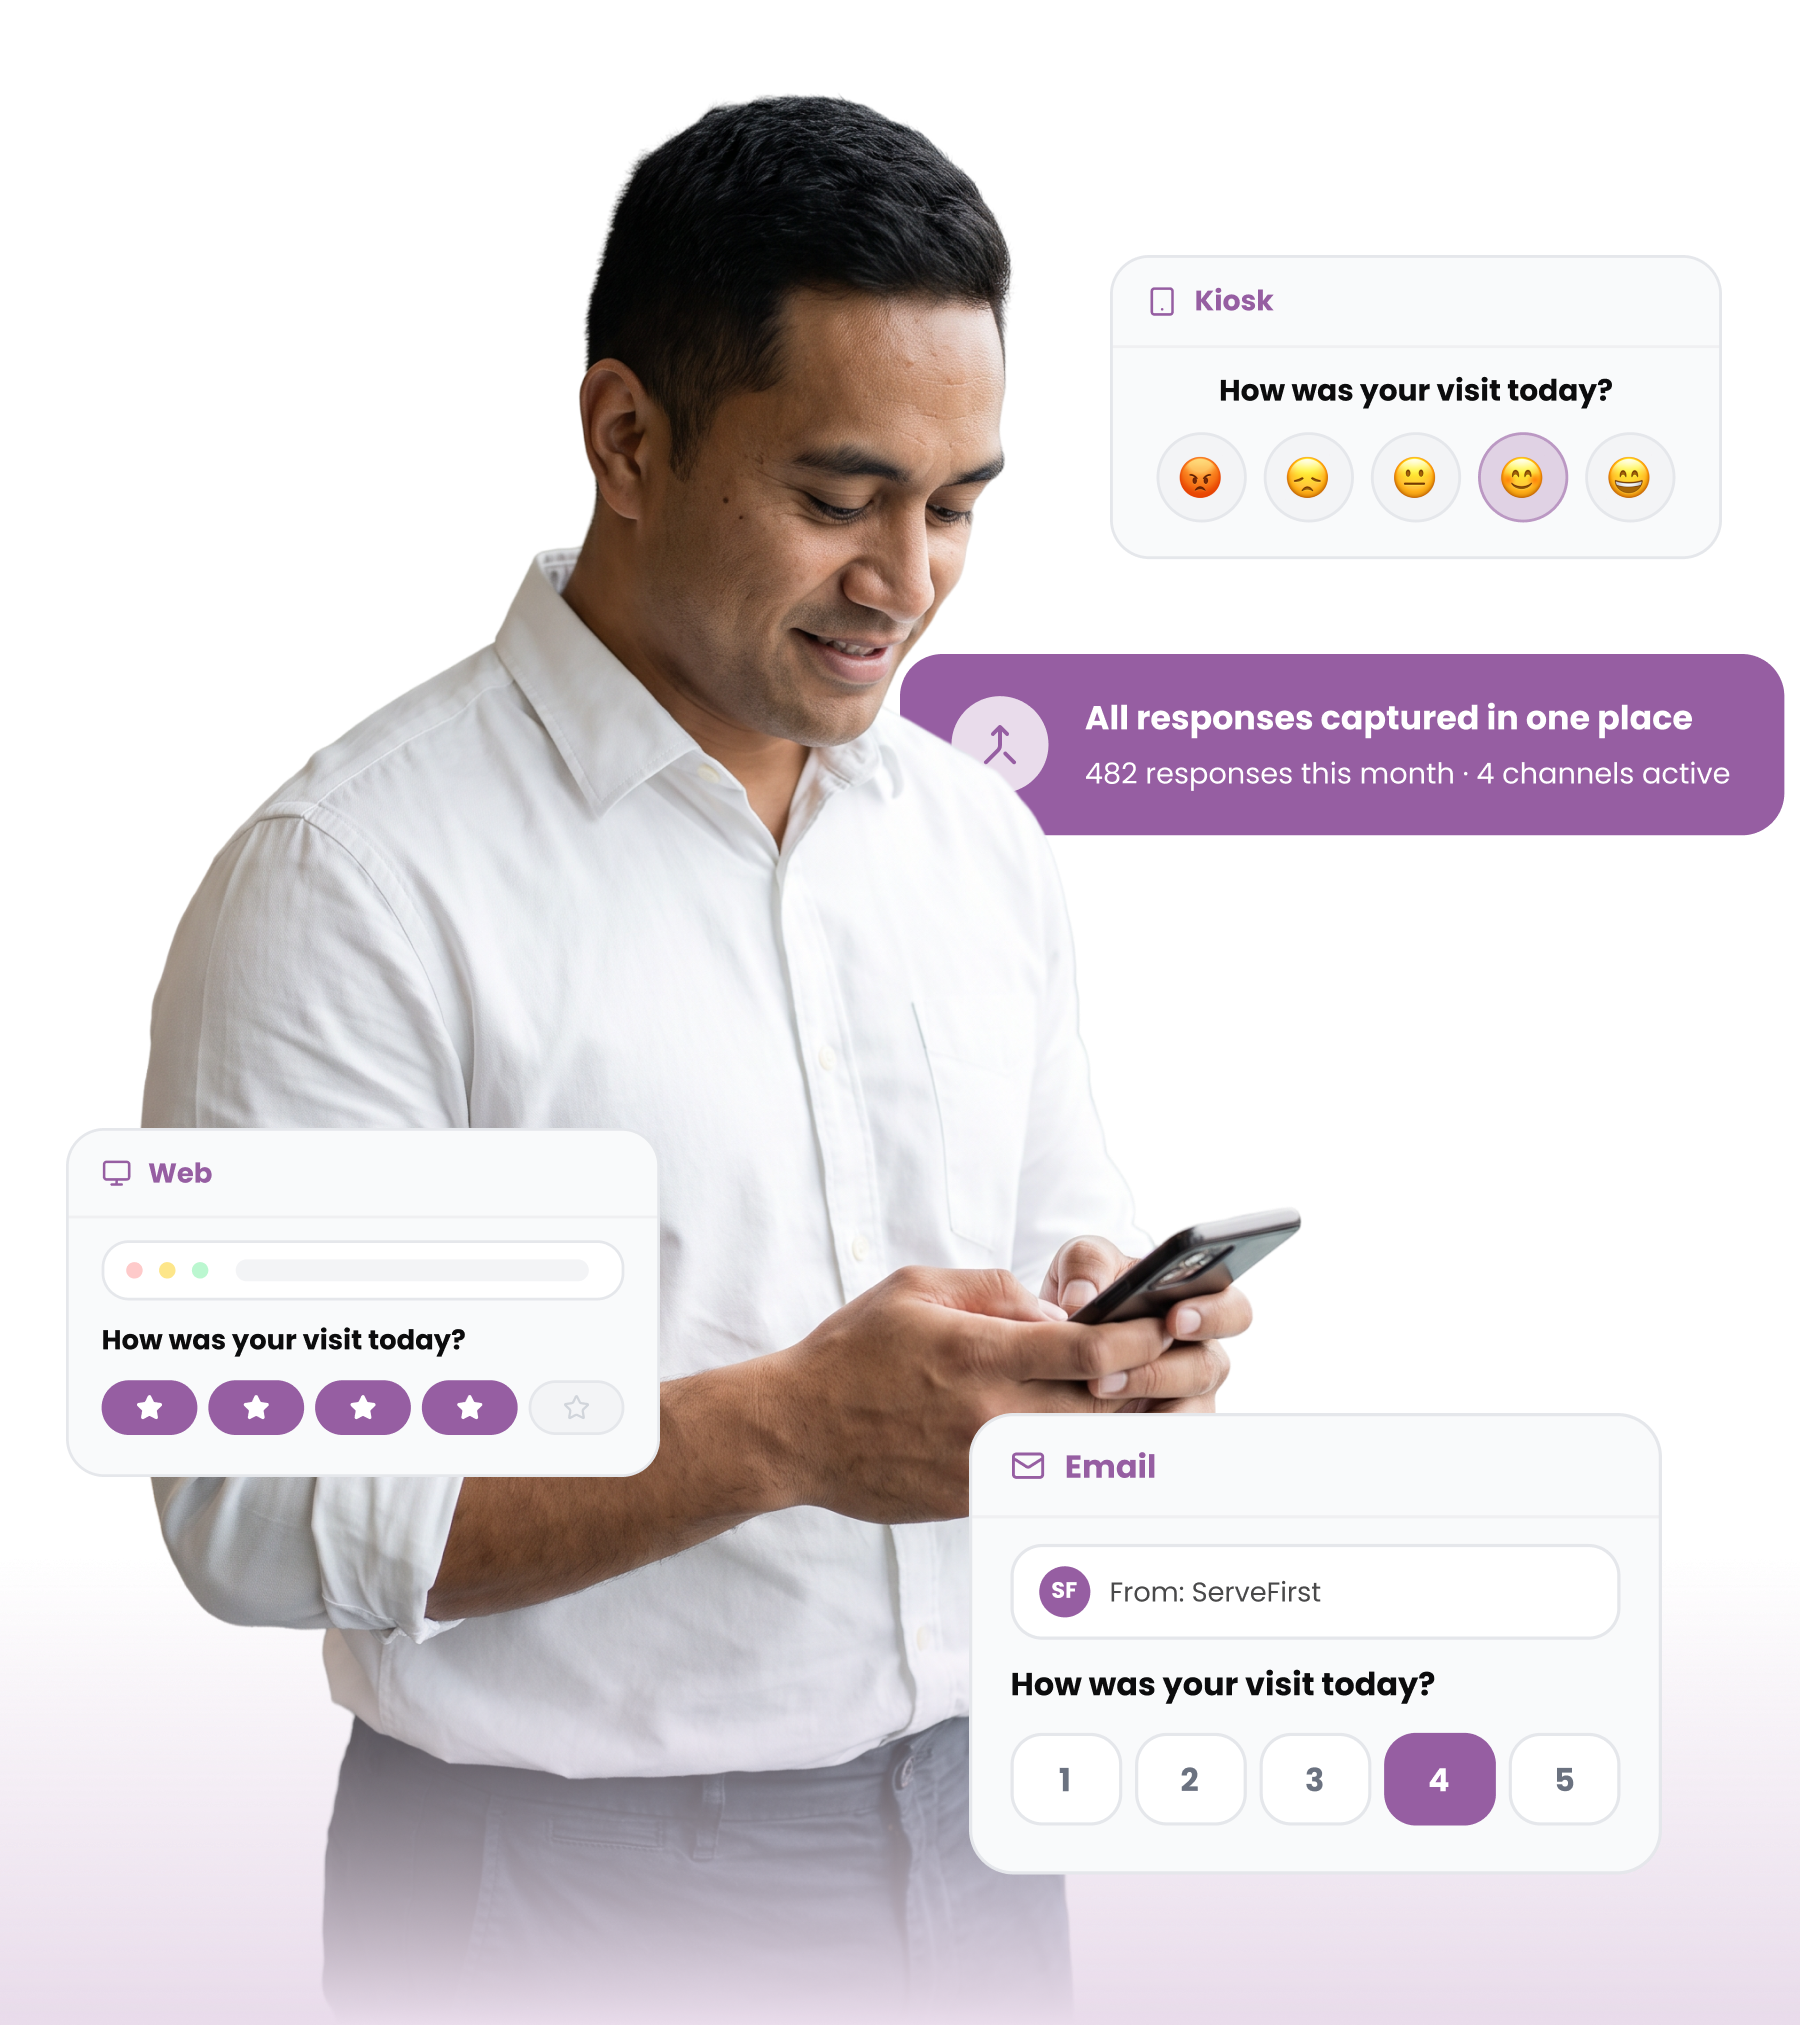 Kiosk
How was your visit today?
All responses captured in one place
482 responses this month · 4 channels active
Web
How was your visit today?
Email
SF From: ServeFirst
How was your visit today?
1 2 3 4 5